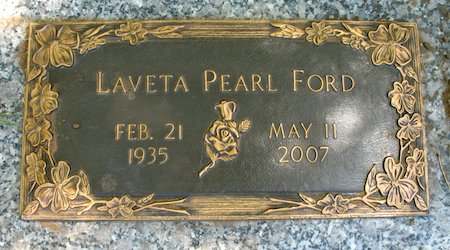 LAVETA PEARL FORD
FEB. 21 MAY 11
1935 2007